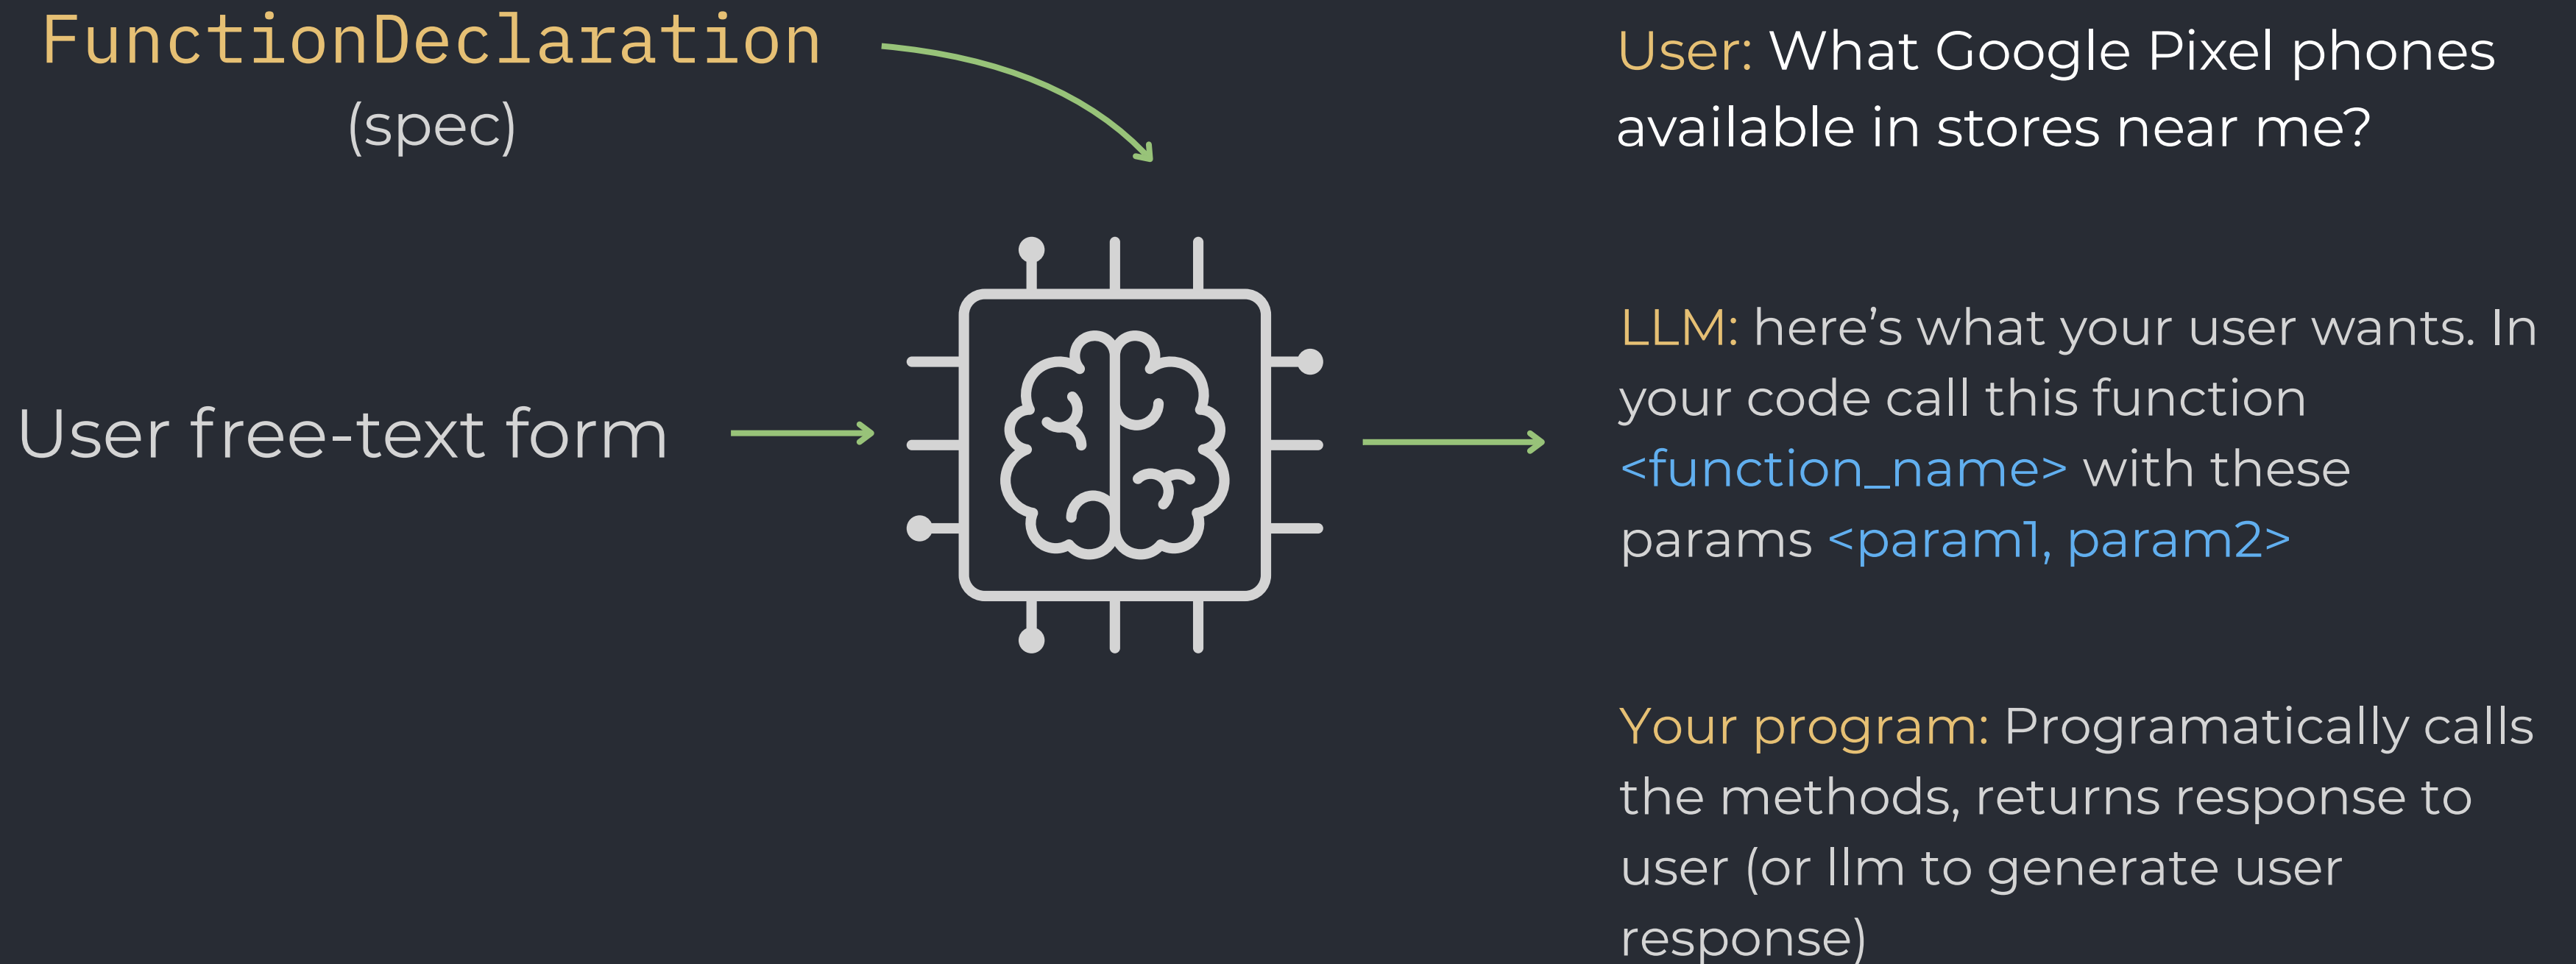 FunctionDeclaration
(spec)
User free-text form
User: What Google Pixel phones
available in stores near me?
LLM: here's what your user wants. In
your code call this function
<function_name> with these
params <param1, param2>
Your program: Programatically calls
the methods, returns response to
user (or llm to generate user
response)